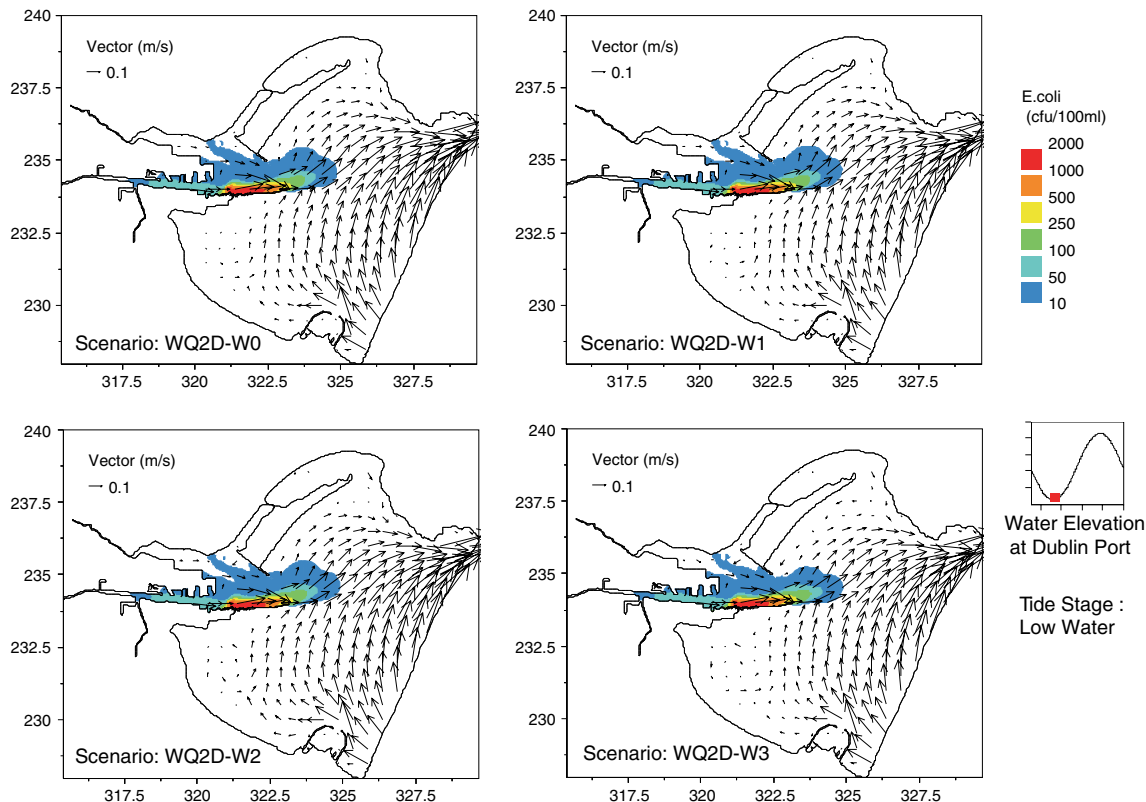 240
237.5
235
232.5
230
Vector (m/s)
0.1
Scenario: WQ2D-W0
317.5 320 322.5 325 327.5
240
237.5
235
232.5
230
Vector (m/s)
0.1
Scenario: WQ2D-W1
317.5 320 322.5 325 327.5
E.coli
(cfu/100ml)
2000
1000
500
250
100
50
10
240
237.5
235
232.5
230
Vector (m/s)
0.1
Scenario: WQ2D-W2
317.5 320 322.5 325 327.5
240
237.5
235
232.5
230
Vector (m/s)
0.1
Scenario: WQ2D-W3
317.5 320 322.5 325 327.5
Water Elevation
at Dublin Port
Tide Stage :
Low Water